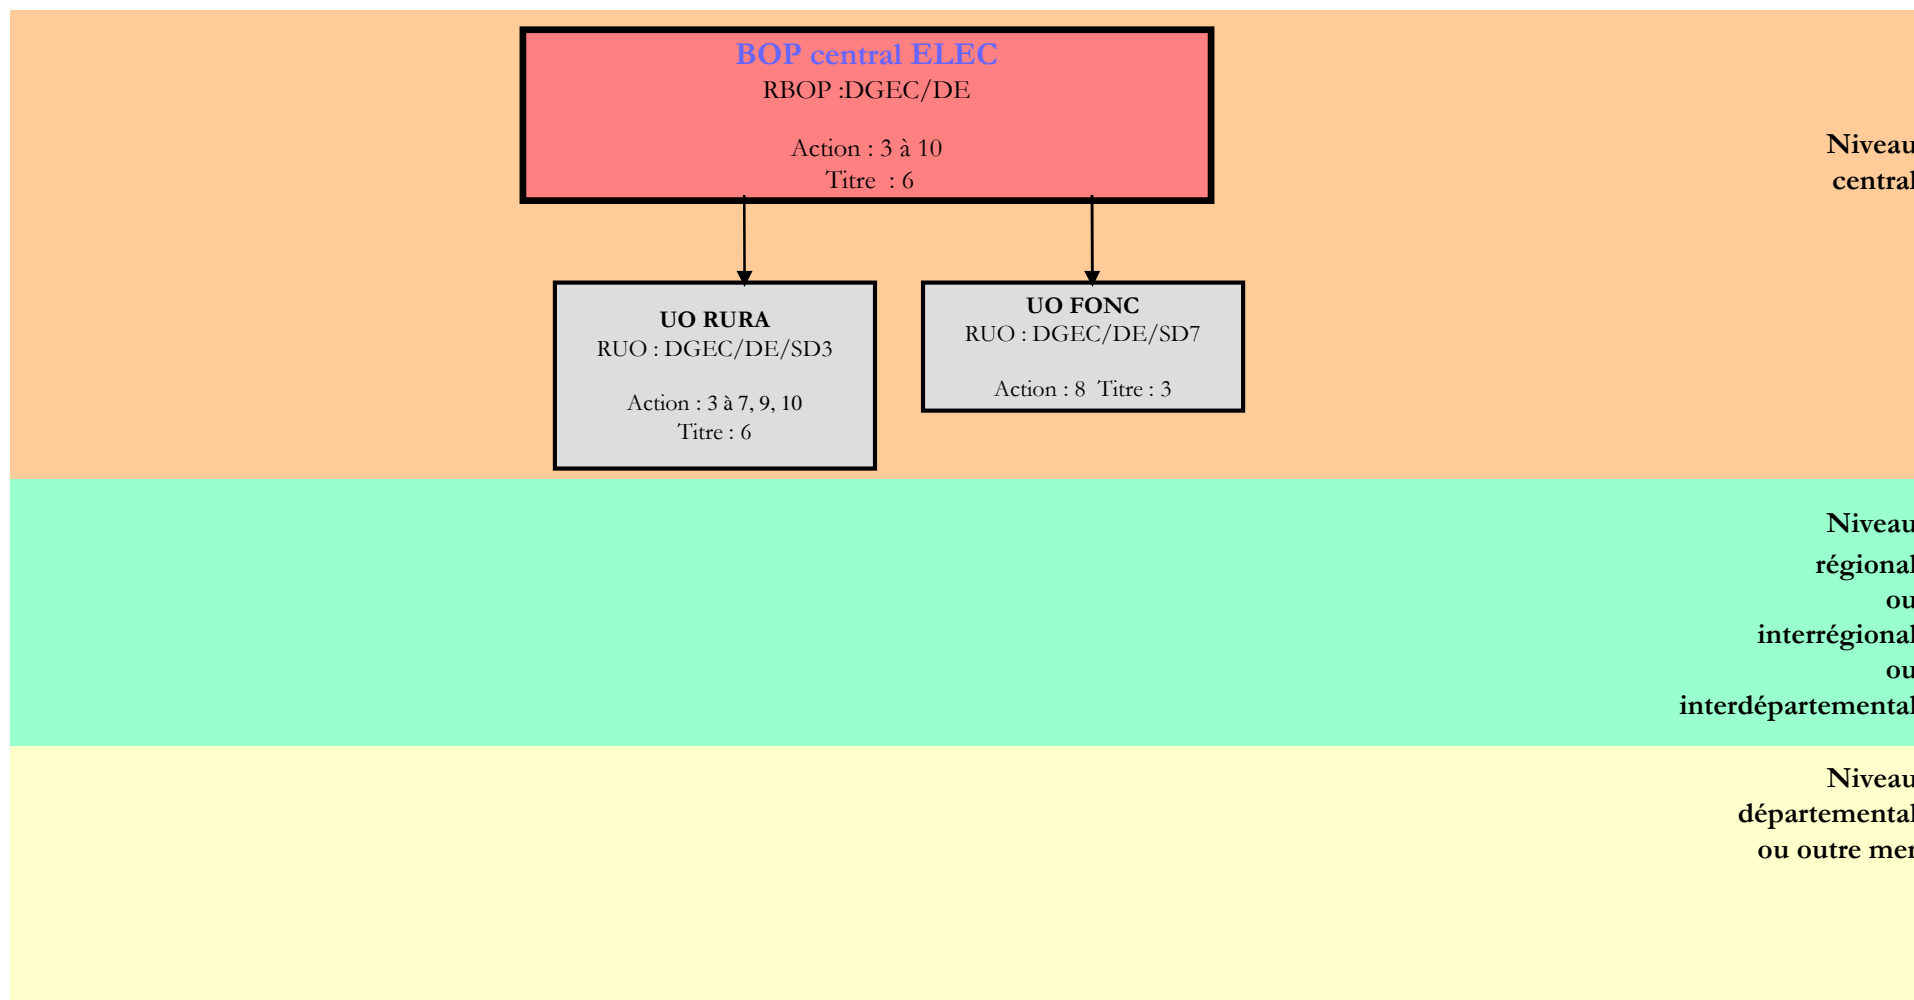 BOP central ELEC
RBOP :DGEC/DE
Action : 3 à 10
Titre : 6
Niveau
central
UO RURA
RUO : DGEC/DE/SD3
Action : 3 à 7, 9, 10
Titre : 6
UO FONC
RUO : DGEC/DE/SD7
Action : 8 Titre : 3
Niveau
régional
ou
interrégional
ou
interdépartemental
Niveau
départemental
ou outre mer